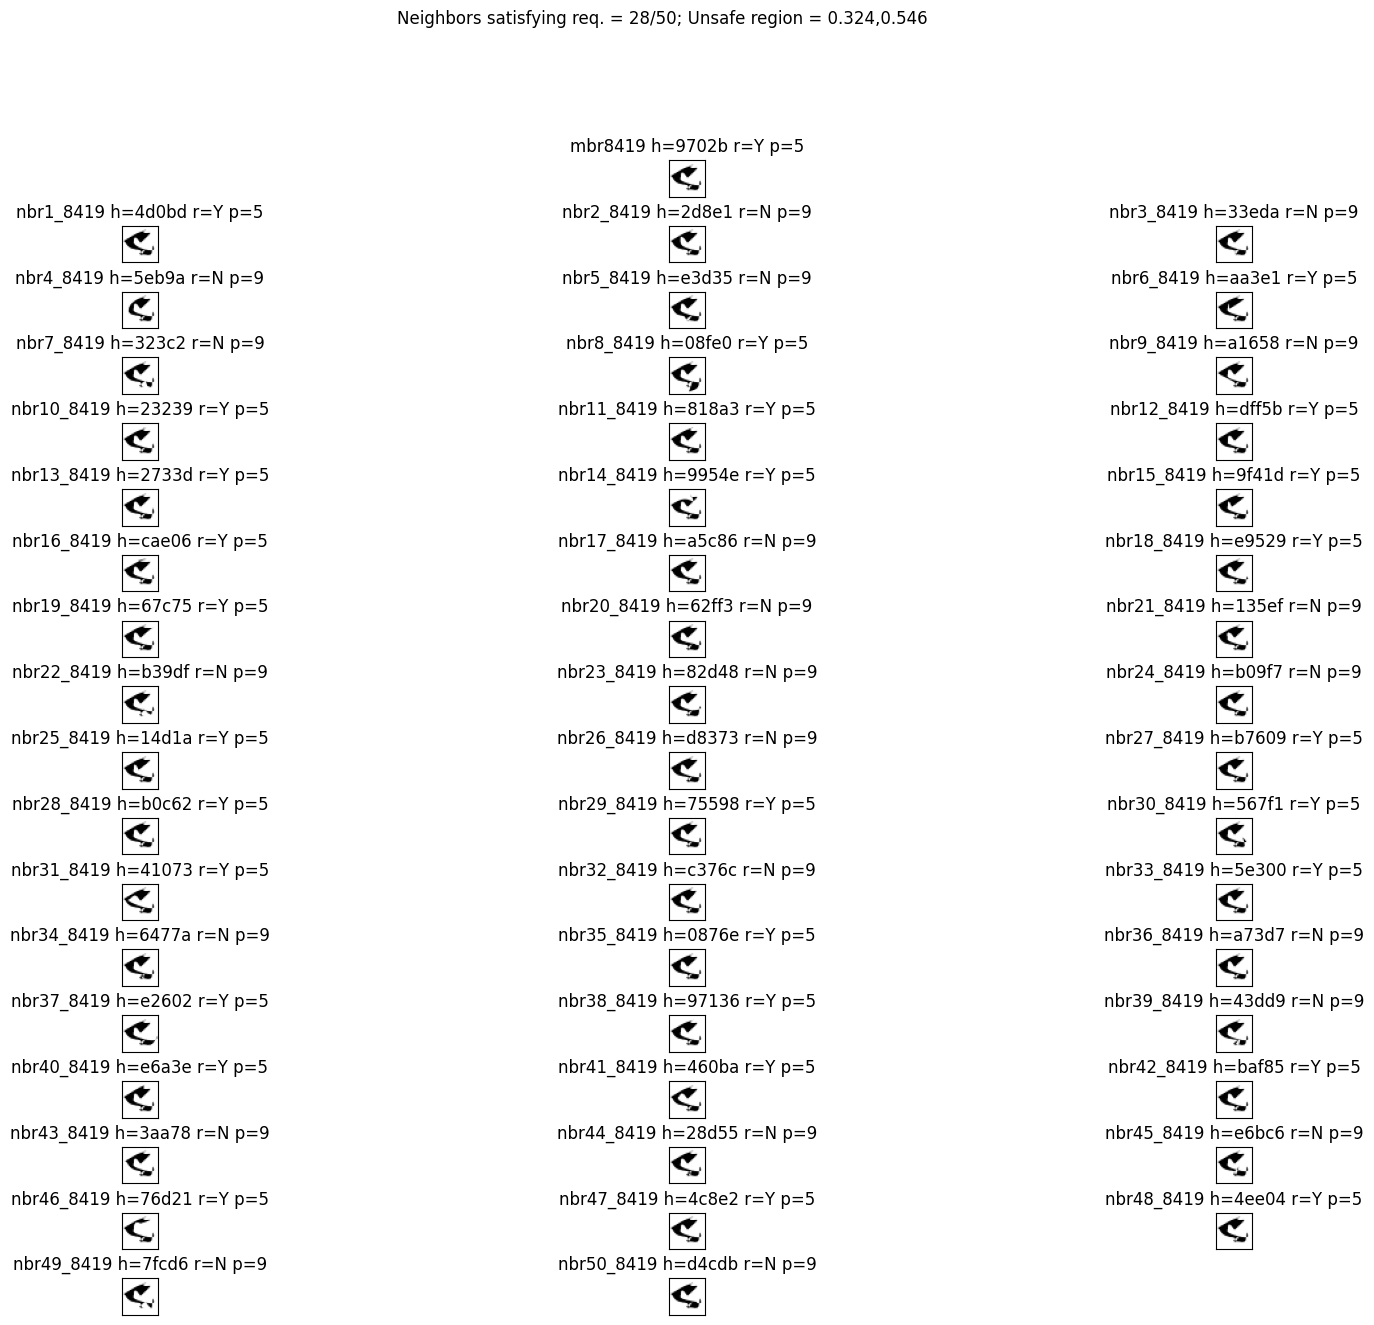 Neighbors satisfying req. = 28/50; Unsafe region = 0.324,0.546
mbr8419 h=9702b r=Y p=5
nbr1_8419 h=4d0bd r=Y p=5 nbr2_8419 h=2d8e1 r=N p=9 nbr3_8419 h=33eda r=N p=9
nbr4_8419 h=5eb9a r=N p=9 nbr5_8419 h=e3d35 r=N p=9 nbr6_8419 h=aa3e1 r=Y p=5
nbr7_8419 h=323c2 r=N p=9 nbr8_8419 h=08fe0 r=Y p=5 nbr9_8419 h=a1658 r=N p=9
nbr10_8419 h=23239 r=Y p=5 nbr11_8419 h=818a3 r=Y p=5 nbr12_8419 h=dff5b r=Y p=5
nbr13_8419 h=2733d r=Y p=5 nbr14_8419 h=9954e r=Y p=5 nbr15_8419 h=9f41d r=Y p=5
nbr16_8419 h=cae06 r=Y p=5 nbr17_8419 h=a5c86 r=N p=9 nbr18_8419 h=e9529 r=Y p=5
nbr19_8419 h=67c75 r=Y p=5 nbr20_8419 h=62ff3 r=N p=9 nbr21_8419 h=135ef r=N p=9
nbr22_8419 h=b39df r=N p=9 nbr23_8419 h=82d48 r=N p=9 nbr24_8419 h=b09f7 r=N p=9
nbr25_8419 h=14d1a r=Y p=5 nbr26_8419 h=d8373 r=N p=9 nbr27_8419 h=b7609 r=Y p=5
nbr28_8419 h=b0c62 r=Y p=5 nbr29_8419 h=75598 r=Y p=5 nbr30_8419 h=567f1 r=Y p=5
nbr31_8419 h=41073 r=Y p=5 nbr32_8419 h=c376c r=N p=9 nbr33_8419 h=5e300 r=Y p=5
nbr34_8419 h=6477a r=N p=9 nbr35_8419 h=0876e r=Y p=5 nbr36_8419 h=a73d7 r=N p=9
nbr37_8419 h=e2602 r=Y p=5 nbr38_8419 h=97136 r=Y p=5 nbr39_8419 h=43dd9 r=N p=9
nbr40_8419 h=e6a3e r=Y p=5 nbr41_8419 h=460ba r=Y p=5 nbr42_8419 h=baf85 r=Y p=5
nbr43_8419 h=3aa78 r=N p=9 nbr44_8419 h=28d55 r=N p=9 nbr45_8419 h=e6bc6 r=N p=9
nbr46_8419 h=76d21 r=Y p=5 nbr47_8419 h=4c8e2 r=Y p=5 nbr48_8419 h=4ee04 r=Y p=5
nbr49_8419 h=7fcd6 r=N p=9 nbr50_8419 h=d4cdb r=N p=9